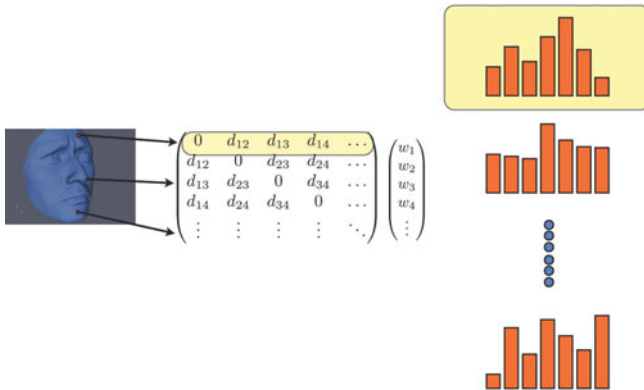 0 d₁₂ d₁₃ d₁₄ ⋯
d₁₂ 0 d₂₃ d₂₄ ⋯ w₁
d₁₃ d₂₃ 0 d₃₄ ⋯ w₂
d₁₄ d₂₄ d₃₄ 0 ⋯ w₃
w₄
⋮ ⋮ ⋮ ⋮ ⋱ ⋮